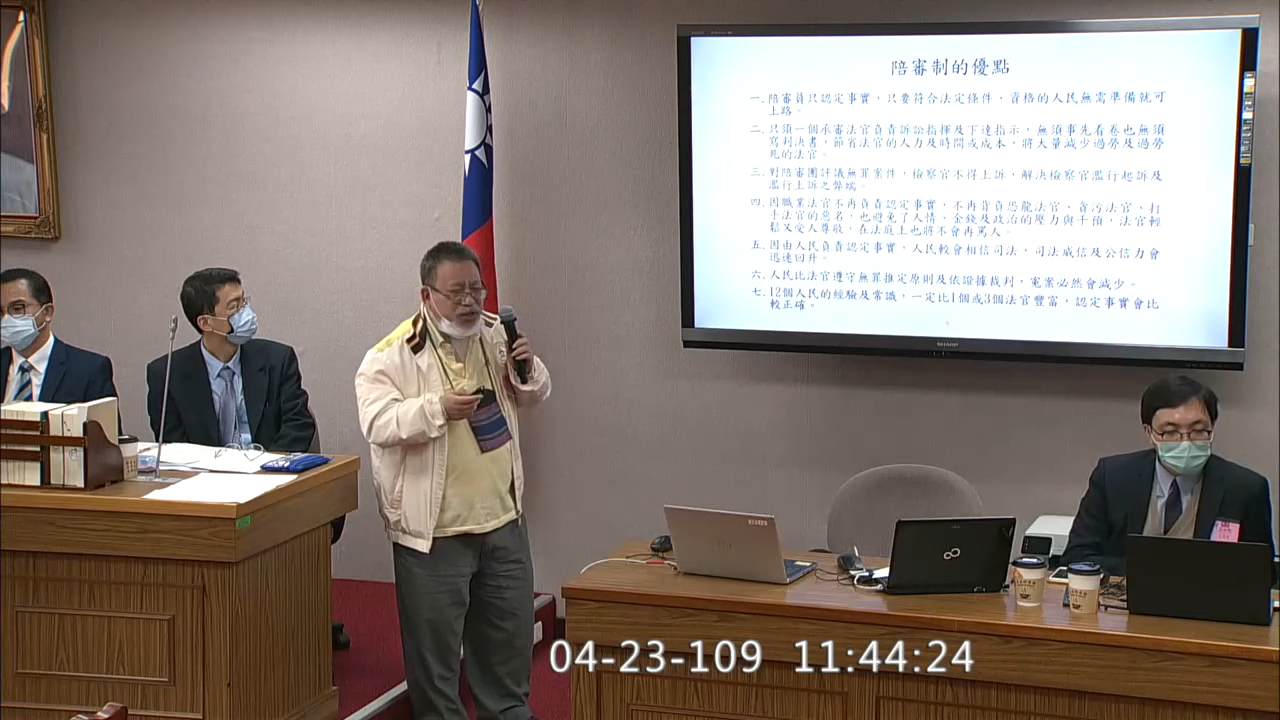 陪審制的優點
一. 陪審員只認定事實，只要符合法定條件、資格的人民無需準備就可
上路。
二. 只須一個承審法官負責訴訟指揮及下達指示，無須事先看卷也無須
寫判決書，節省法官的人力及時間或成本，將大量減少過勞及過勞
死的法官。
三. 對陪審團評議無罪案件，檢察官不得上訴，解決檢察官濫行起訴及
濫行上訴之弊端。
四. 因職業法官不再負責認定事實，不再背負恐龍法官、貪污法官、打
手法官的惡名，也避免了人情、金錢及政治的壓力與干預，法官輕
鬆又受人尊敬，在法庭上也將不會再罵人。
五. 因由人民負責認定事實，人民較會相信司法，司法威信及公信力會
迅速回升。
六. 人民比法官遵守無罪推定原則及依證據裁判，冤案必然會減少。
七. 12個人民的經驗及常識，一定比1個或3個法官豐富，認定事實會比
較正確。
SHARP
04-23-109 11:44:24